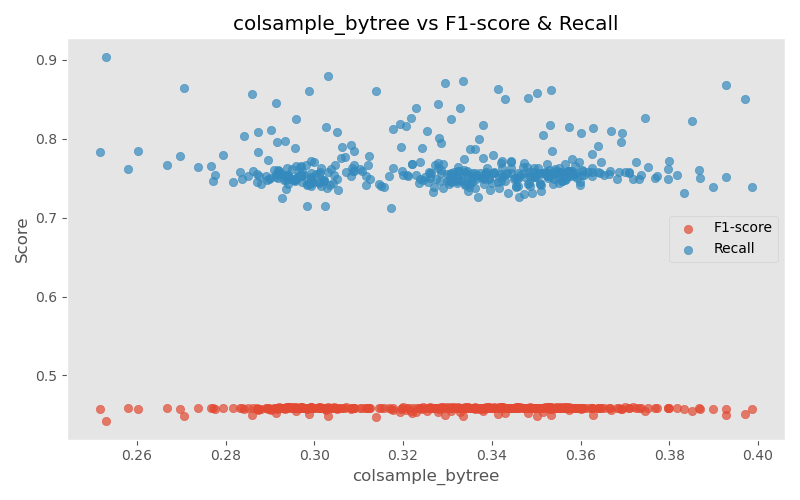 colsample_bytree vs F1-score & Recall
0.9
0.8
0.7
0.6
0.5
Score
F1-score
Recall
0.26 0.28 0.30 0.32 0.34 0.36 0.38 0.40
colsample_bytree